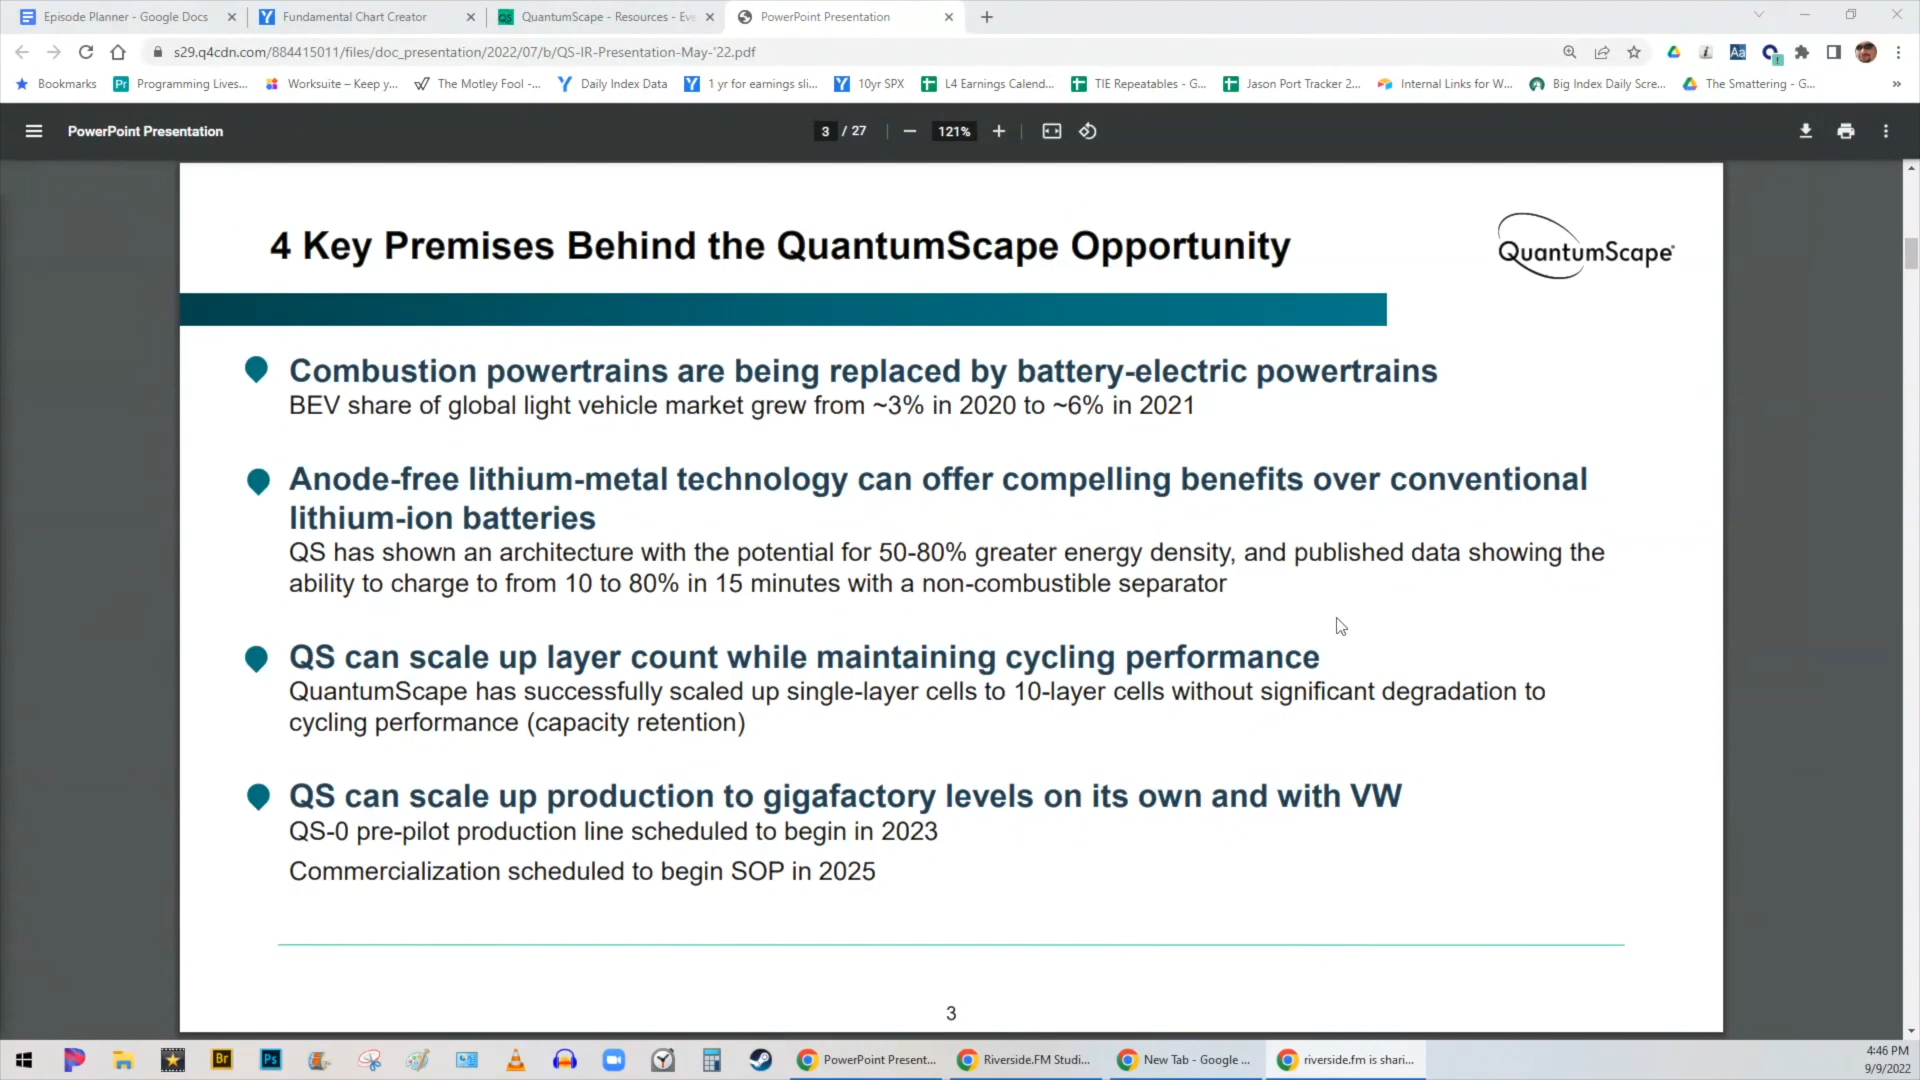 Episode Planner - Google Docs
Fundamental Chart Creator
QS
QuantumScape - Resources - Eve
PowerPoint Presentation
s29.q4cdn.com/884415011/files/doc_presentation/2022/07/b/QS-IR-Presentation-May-'22.pdf
Aa
Bookmarks
Pr Programming Lives...
Worksuite – Keep y...
The Motley Fool -...
Daily Index Data
1 yr for earnings sli...
10yr SPX
L4 Earnings Calend...
TIE Repeatables - G...
Jason Port Tracker 2...
Internal Links for W...
Big Index Daily Scre...
The Smattering - G...
»
PowerPoint Presentation
3 / 27
121%
4 Key Premises Behind the QuantumScape Opportunity
QuantumScape
Combustion powertrains are being replaced by battery-electric powertrains
BEV share of global light vehicle market grew from ~3% in 2020 to ~6% in 2021
Anode-free lithium-metal technology can offer compelling benefits over conventional
lithium-ion batteries
QS has shown an architecture with the potential for 50-80% greater energy density, and published data showing the
ability to charge to from 10 to 80% in 15 minutes with a non-combustible separator
QS can scale up layer count while maintaining cycling performance
QuantumScape has successfully scaled up single-layer cells to 10-layer cells without significant degradation to
cycling performance (capacity retention)
QS can scale up production to gigafactory levels on its own and with VW
QS-0 pre-pilot production line scheduled to begin in 2023
Commercialization scheduled to begin SOP in 2025
3
Br
Ps
PowerPoint Present...
Riverside.FM Studi...
New Tab - Google ...
riverside.fm is shari...
4:46 PM
9/9/2022